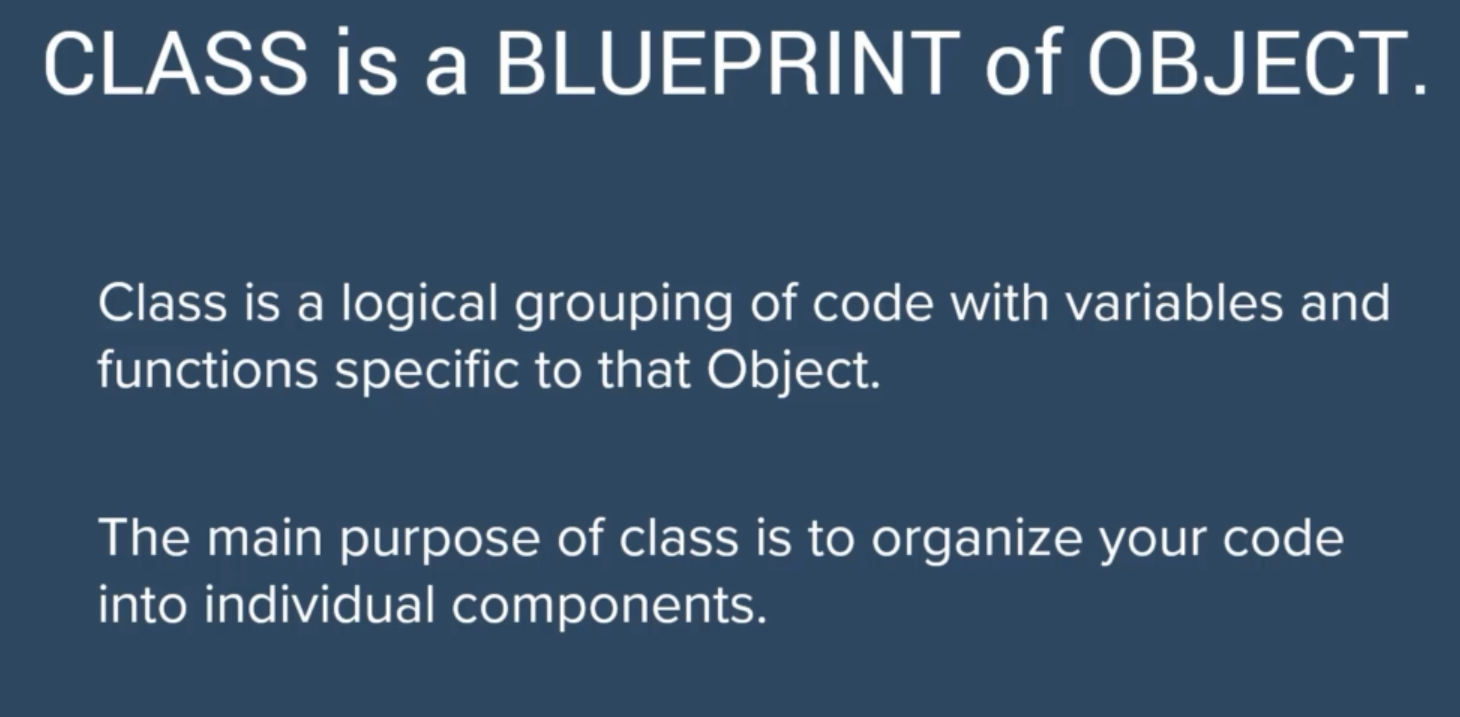 CLASS is a BLUEPRINT of OBJECT.
Class is a logical grouping of code with variables and
functions specific to that Object.
The main purpose of class is to organize your code
into individual components.